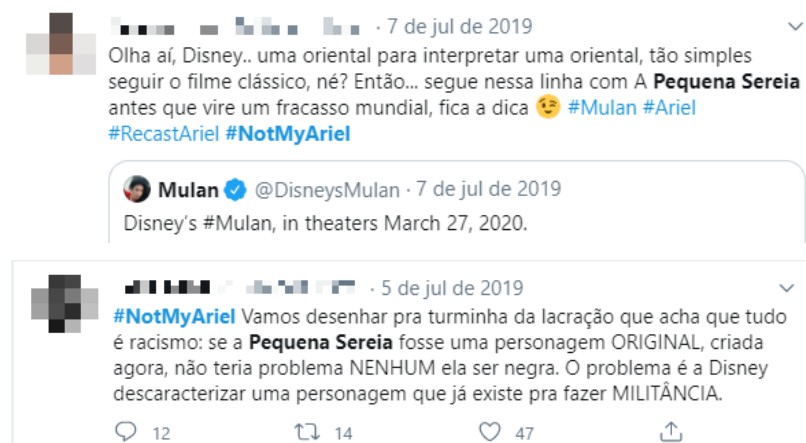 · 7 de jul de 2019
Olha aí, Disney.. uma oriental para interpretar uma oriental, tão simples
seguir o filme clássico, né? Então... segue nessa linha com A Pequena Sereia
antes que vire um fracasso mundial, fica a dica 😉 #Mulan #Ariel
#RecastAriel #NotMyAriel
Mulan @DisneysMulan · 7 de jul de 2019
Disney's #Mulan, in theaters March 27, 2020.
· 5 de jul de 2019
#NotMyAriel Vamos desenhar pra turminha da lacração que acha que tudo
é racismo: se a Pequena Sereia fosse uma personagem ORIGINAL, criada
agora, não teria problema NENHUM ela ser negra. O problema é a Disney
descaracterizar uma personagem que já existe pra fazer MILITÂNCIA.
12 14 47